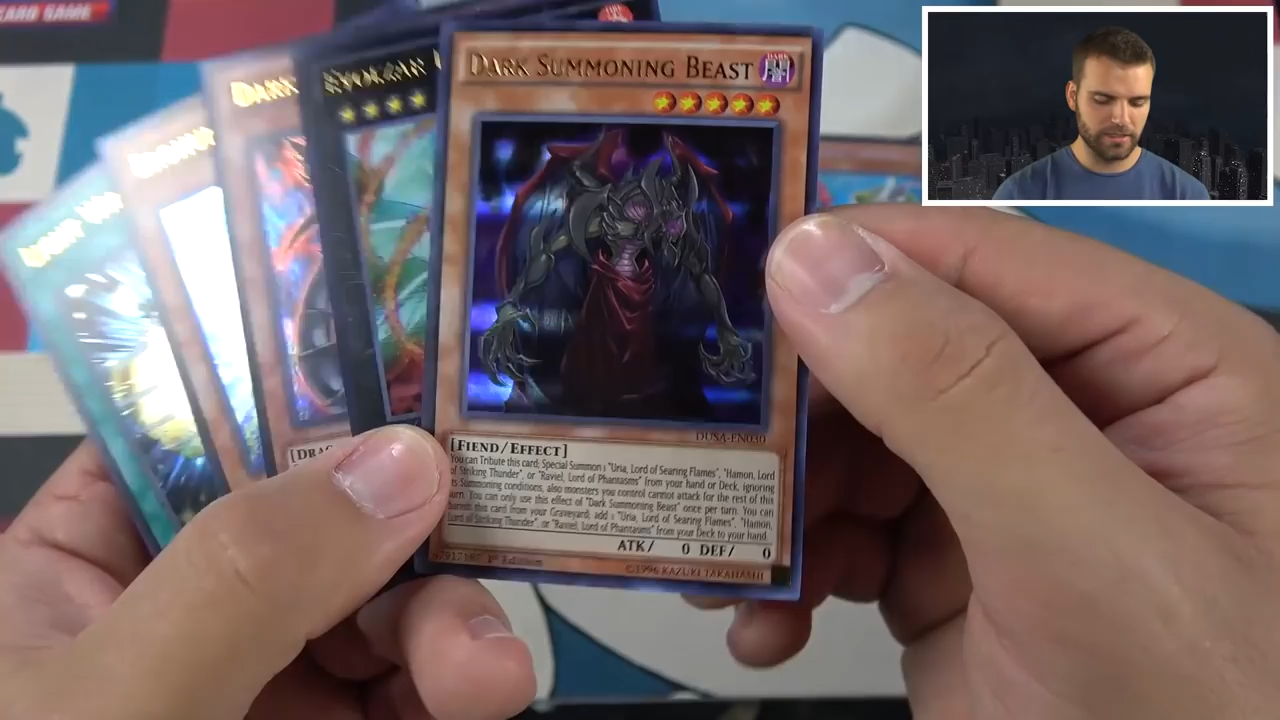 CARD GAME
DARK
EVOLZAR
DARK SUMMONING BEAST
DARK
DUSA-EN030
[DRAG
[FIEND/EFFECT]
You can Tribute this card; Special Summon 1 "Uria, Lord of Searing Flames", "Hamon, Lord
of Striking Thunder", or "Raviel, Lord of Phantasms" from your hand or Deck, ignoring
its Summoning conditions, also monsters you control cannot attack for the rest of this
turn. You can only use this effect of "Dark Summoning Beast" once per turn. You can
banish this card from your Graveyard; add 1 "Uria, Lord of Searing Flames", "Hamon,
Lord of Striking Thunder", or "Raviel, Lord of Phantasms" from your Deck to your hand.
ATK/ 0 DEF/ 0
1st Edition
©1996 KAZUKI TAKAHASHI